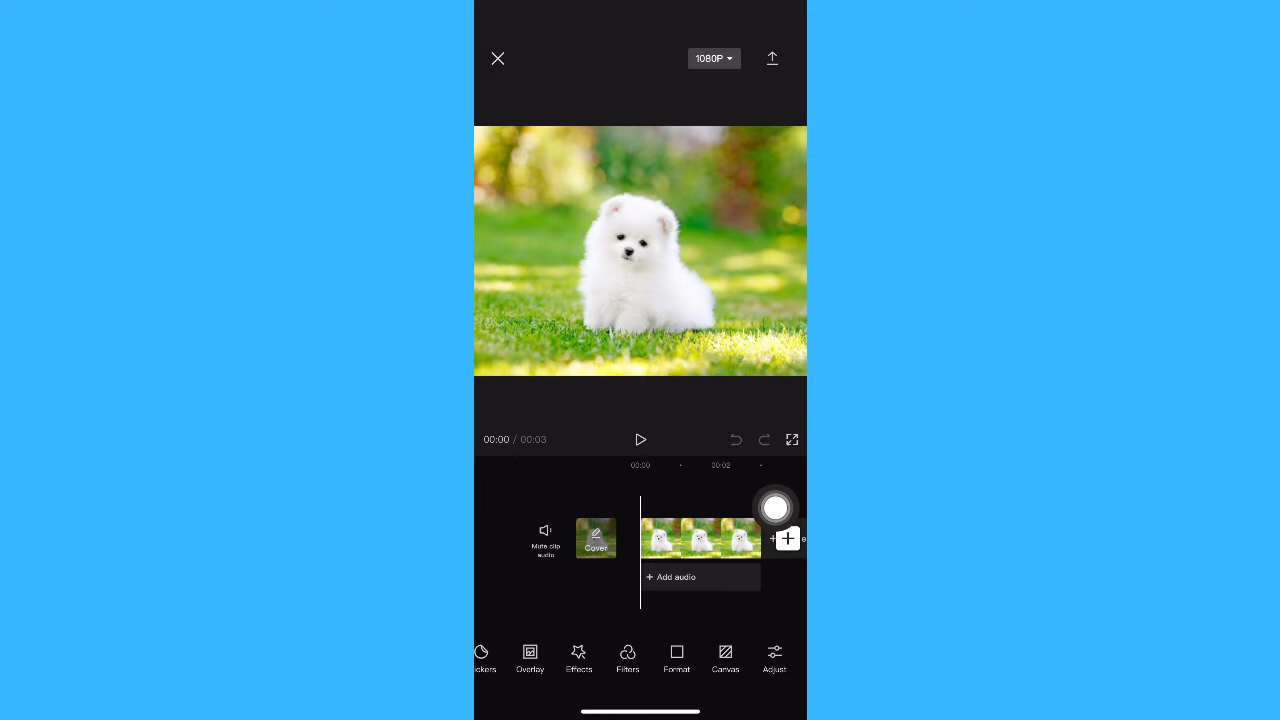 1080P
00:00 / 00:03
00:00 00:02
Mute clip
audio
Cover
+ Add audio
ckers Overlay Effects Filters Format Canvas Adjust